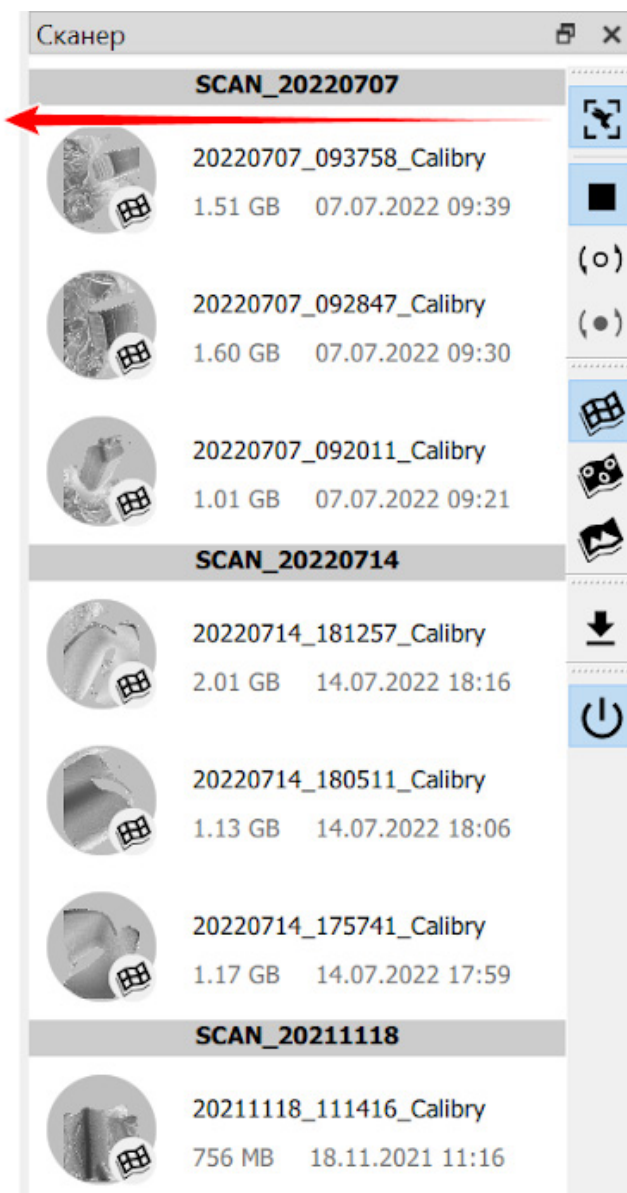 Сканер
SCAN_20220707
20220707_093758_Calibry
1.51 GB 07.07.2022 09:39
20220707_092847_Calibry
1.60 GB 07.07.2022 09:30
20220707_092011_Calibry
1.01 GB 07.07.2022 09:21
SCAN_20220714
20220714_181257_Calibry
2.01 GB 14.07.2022 18:16
20220714_180511_Calibry
1.13 GB 14.07.2022 18:06
20220714_175741_Calibry
1.17 GB 14.07.2022 17:59
SCAN_20211118
20211118_111416_Calibry
756 MB 18.11.2021 11:16